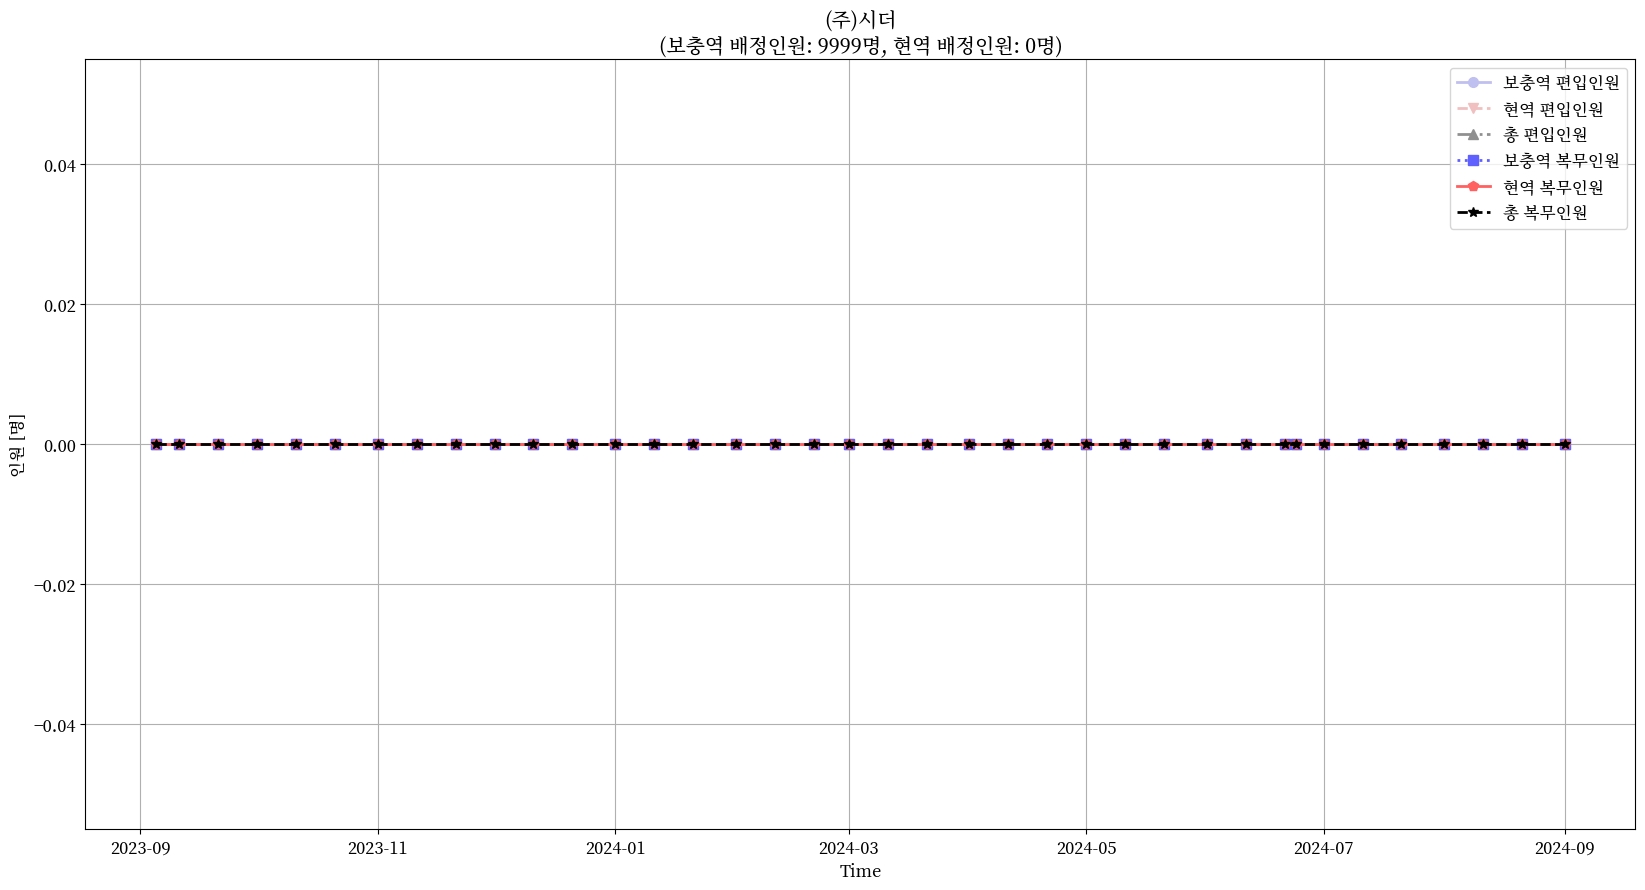 (주)시더
(보충역 배정인원: 9999명, 현역 배정인원: 0명)
보충역 편입인원
현역 편입인원
총 편입인원
보충역 복무인원
현역 복무인원
총 복무인원
인원 [명]
0.04
0.02
0.00
−0.02
−0.04
2023-09
2023-11
2024-01
2024-03
2024-05
2024-07
2024-09
Time